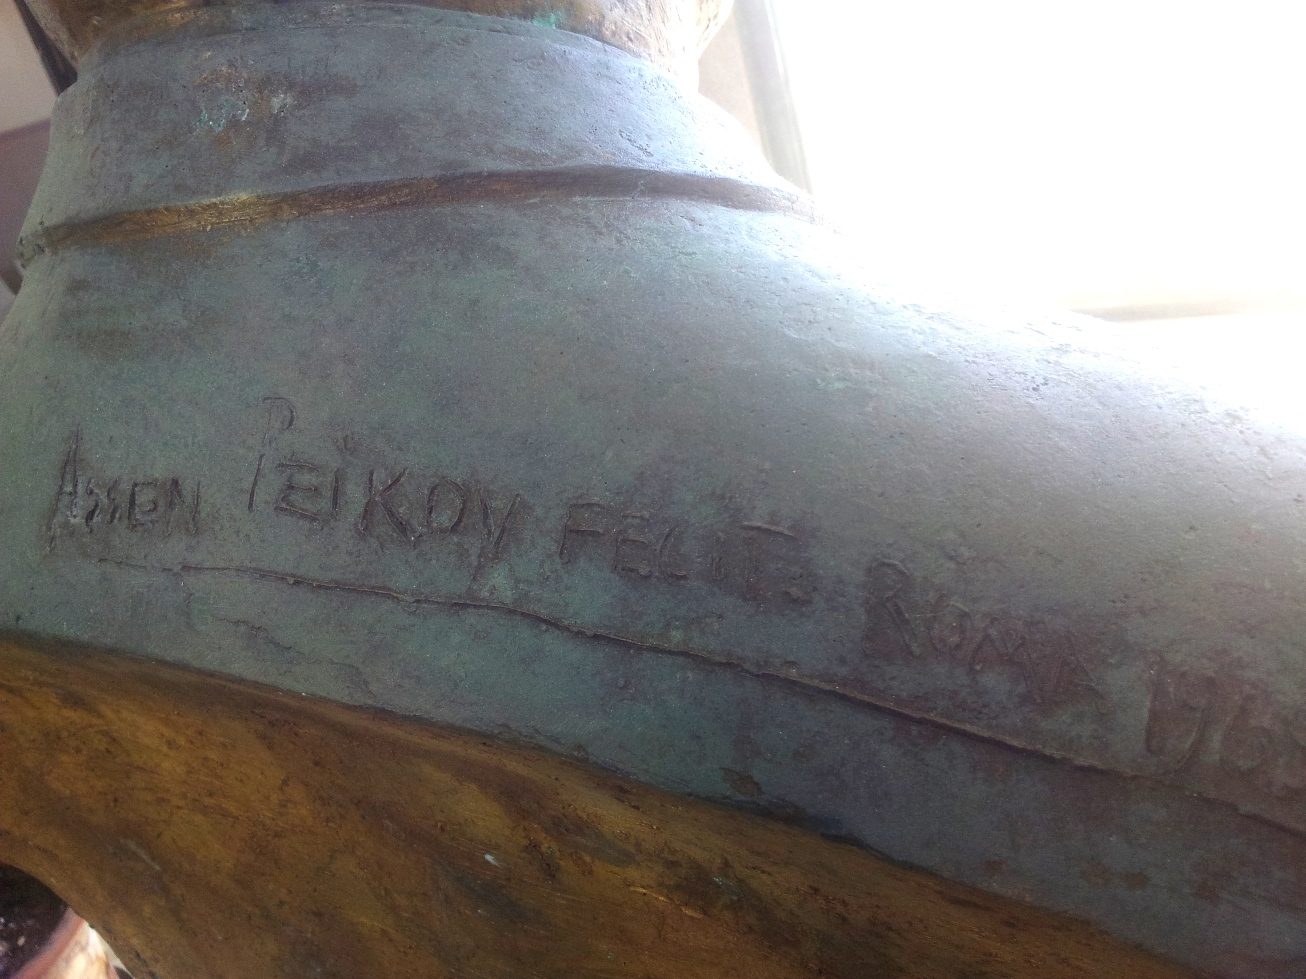 ASSEN PEIKOV FECIT ROMA